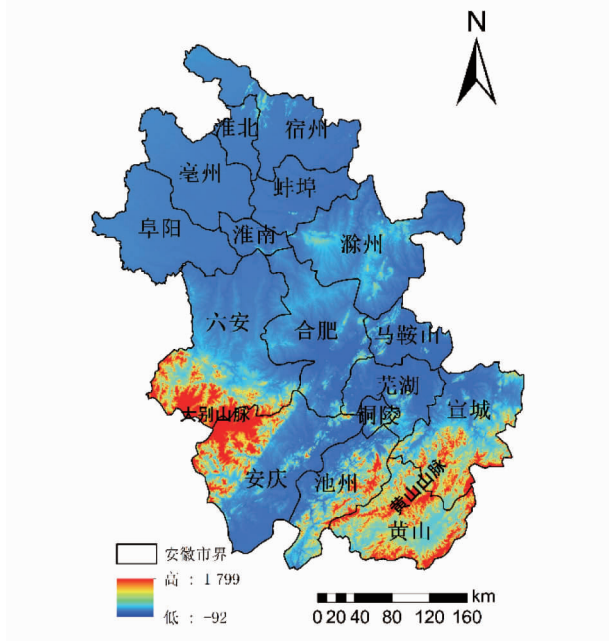 N
淮北
宿州
亳州
蚌埠
阜阳
淮南
滁州
六安
合肥
马鞍山
芜湖
大别山脉
铜陵
宣城
安庆
池州
黄山山脉
黄山
安徽市界
高：1 799
低：-92
km
0 20 40 80 120 160